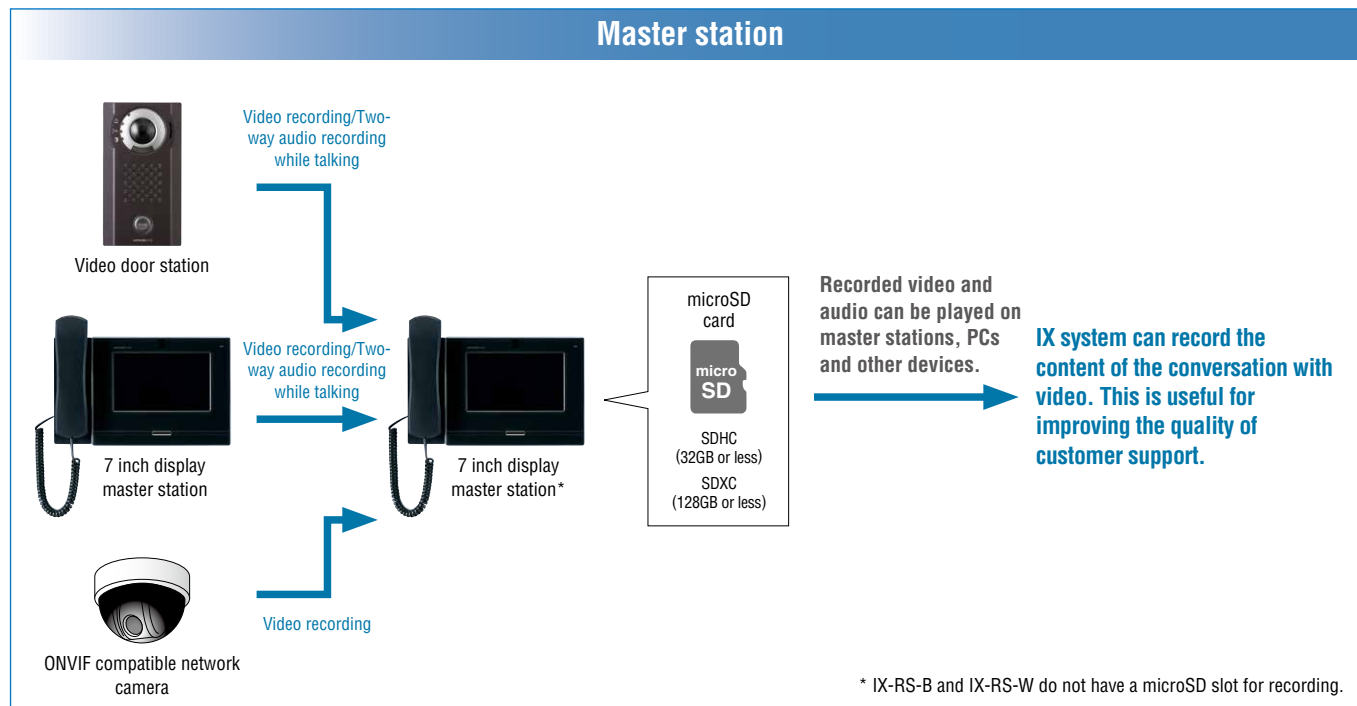 Master station
Video recording/Two-
way audio recording
while talking
Video door station
Video recording/Two-
way audio recording
while talking
7 inch display
master station
7 inch display
master station*
Video recording
ONVIF compatible network
camera
microSD
card
micro
SD
SDHC
(32GB or less)
SDXC
(128GB or less)
Recorded video and
audio can be played on
master stations, PCs
and other devices.
IX system can record the
content of the conversation with
video. This is useful for
improving the quality of
customer support.
* IX-RS-B and IX-RS-W do not have a microSD slot for recording.